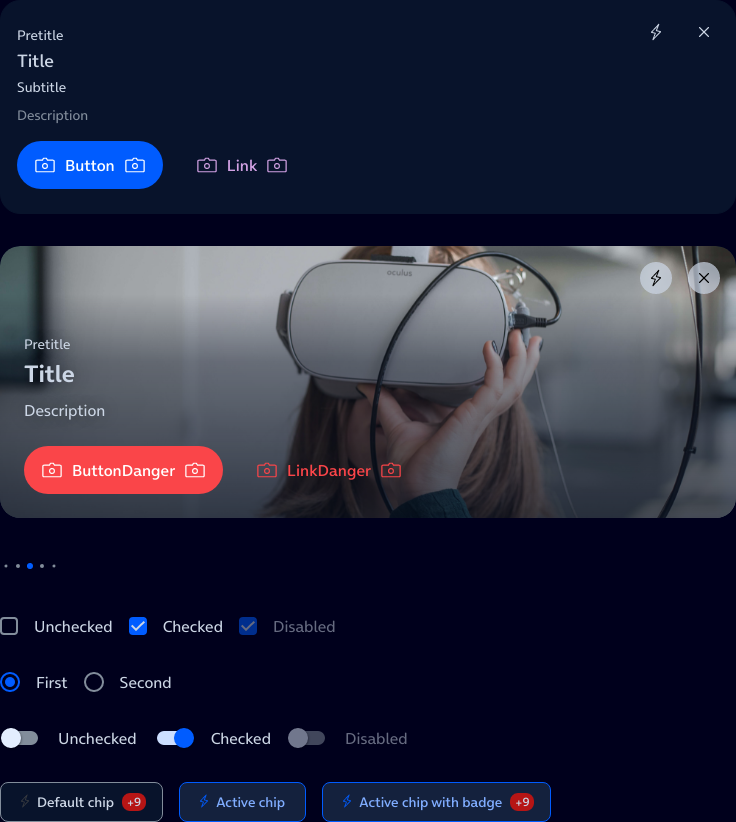 Pretitle
Title
Subtitle
Description
Button Link
oculus
Pretitle
Title
Description
ButtonDanger LinkDanger
Unchecked Checked Disabled
First Second
Unchecked Checked Disabled
Default chip +9 Active chip Active chip with badge +9